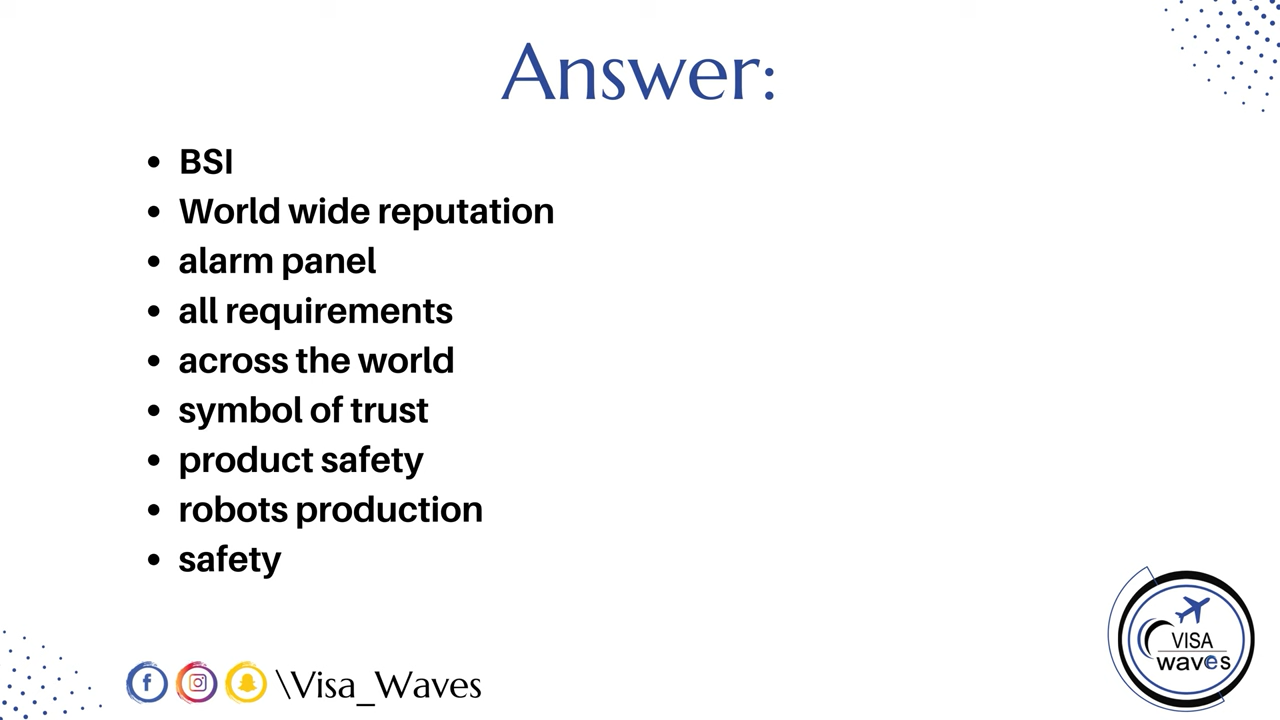 Answer:
• BSI
• World wide reputation
• alarm panel
• all requirements
• across the world
• symbol of trust
• product safety
• robots production
• safety
\Visa_Waves
VISA
waves